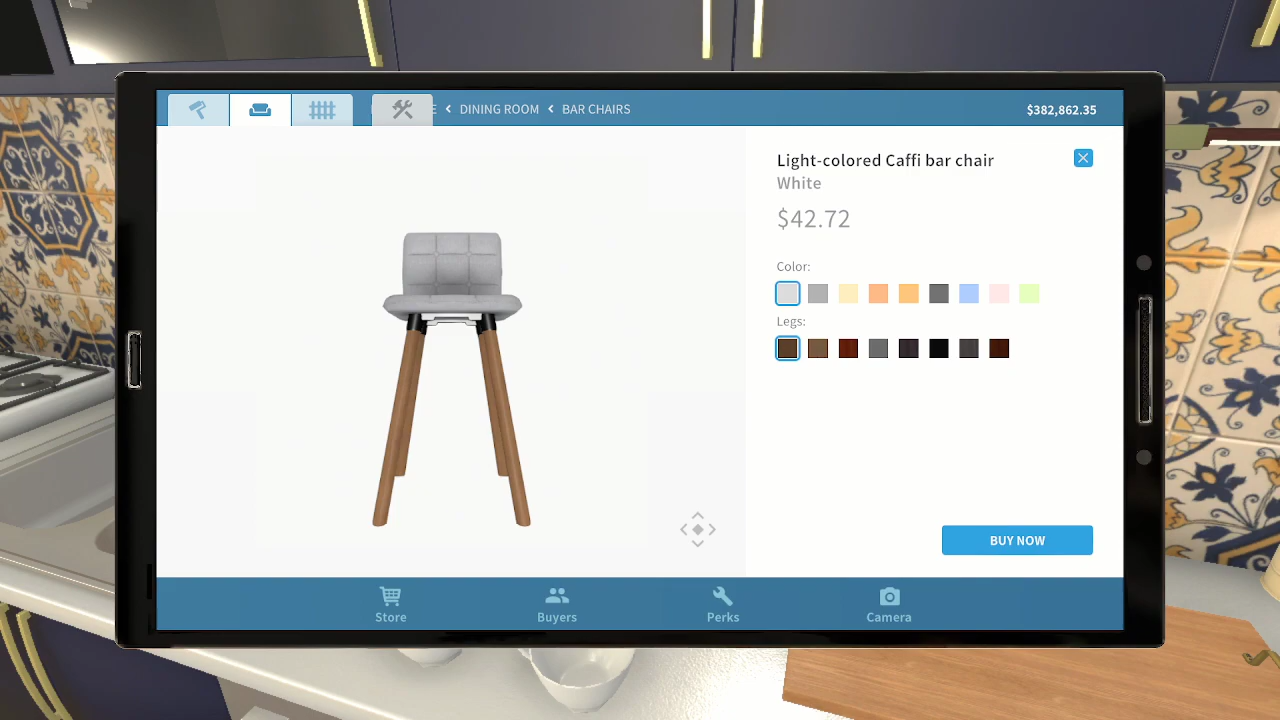 E < DINING ROOM < BAR CHAIRS
$382,862.35
Light-colored Caffi bar chair
White
$42.72
Color:
Legs:
BUY NOW
Store
Buyers
Perks
Camera